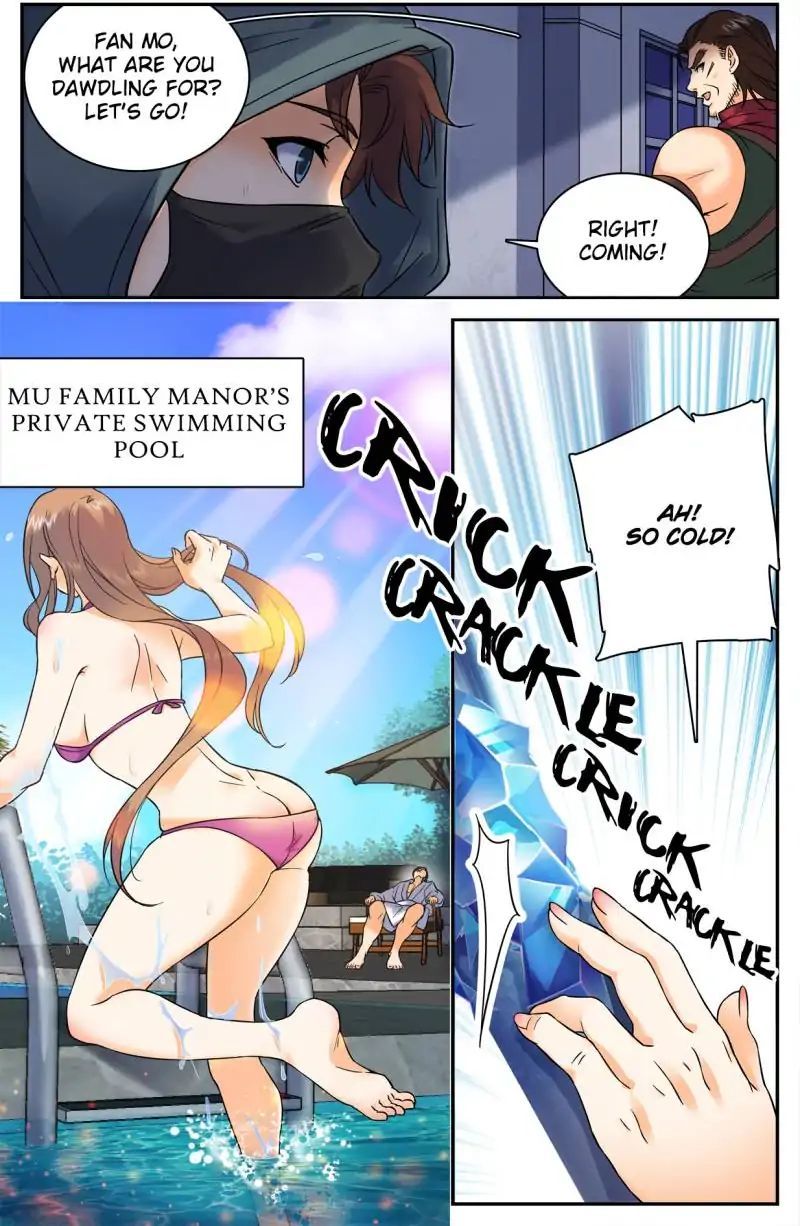 FAN MO,
WHAT ARE YOU
DAWDLING FOR?
LET'S GO!
RIGHT!
COMING!
MU FAMILY MANOR'S
PRIVATE SWIMMING
POOL
CRICK
CRACKLE
CRICK
CRACKLE
AH!
SO COLD!